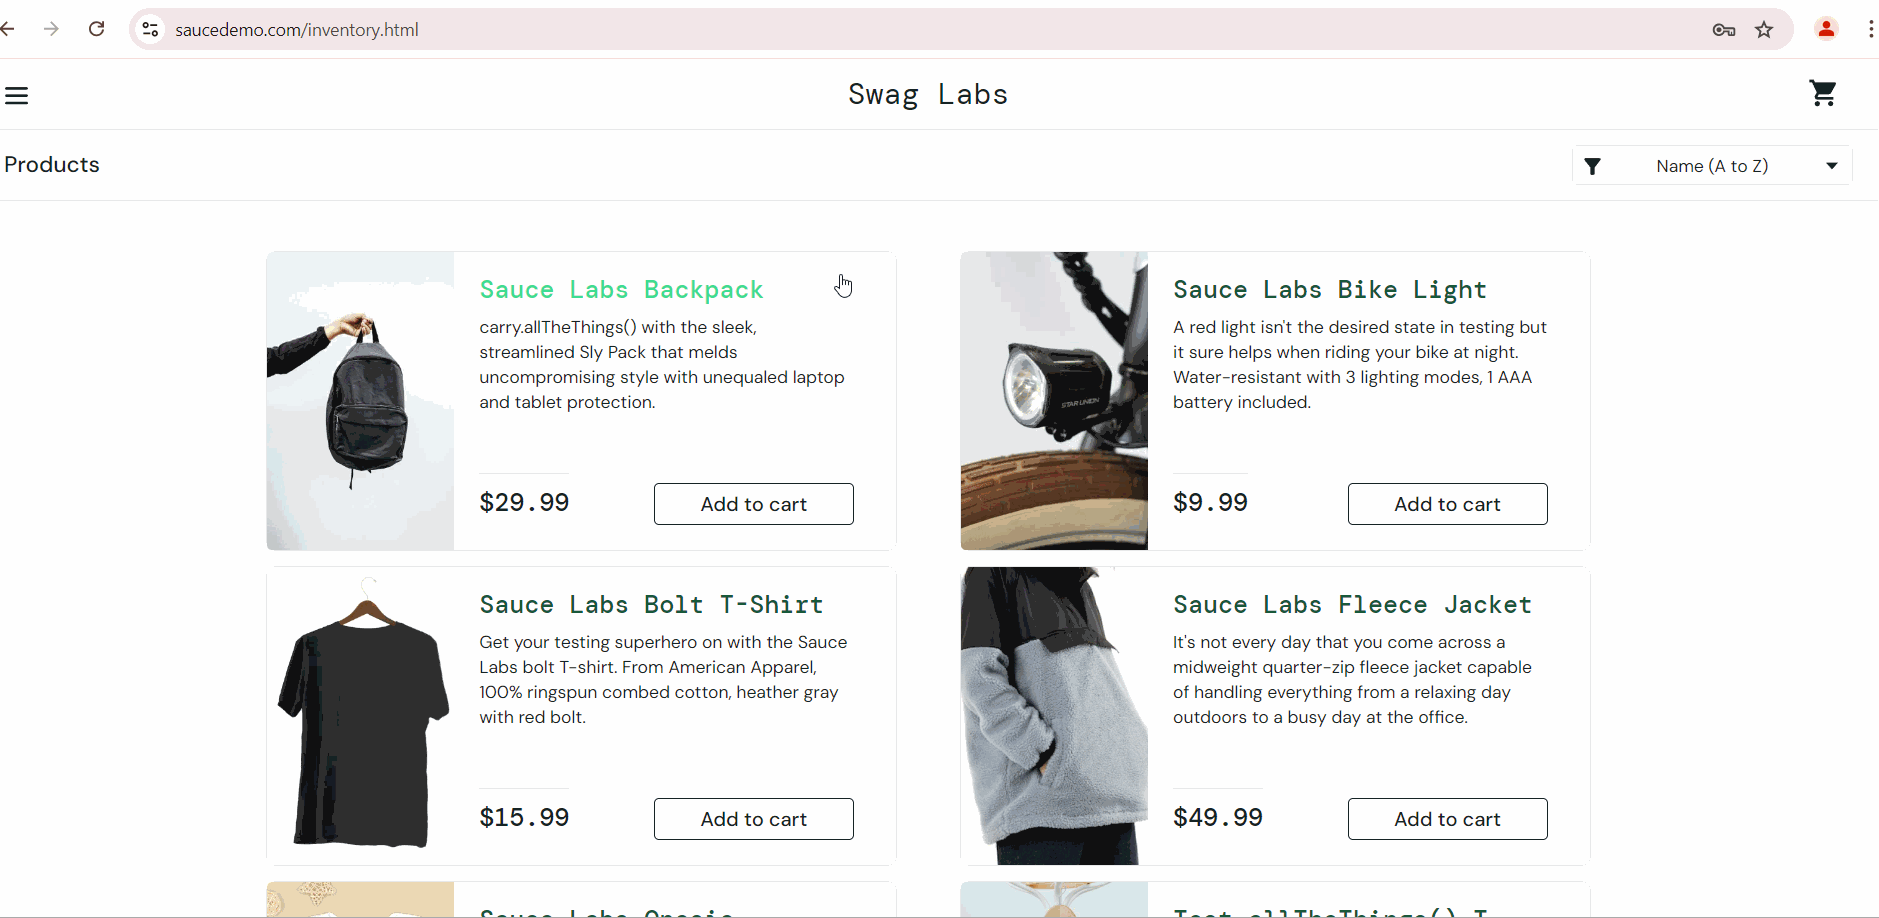 saucedemo.com/inventory.html
Swag Labs
Products
Name (A to Z)
Sauce Labs Backpack
carry.allTheThings() with the sleek,
streamlined Sly Pack that melds
uncompromising style with unequaled laptop
and tablet protection.
$29.99
Add to cart
Sauce Labs Bike Light
A red light isn't the desired state in testing but
it sure helps when riding your bike at night.
Water-resistant with 3 lighting modes, 1 AAA
battery included.
STAR UNION
$9.99
Add to cart
Sauce Labs Bolt T-Shirt
Get your testing superhero on with the Sauce
Labs bolt T-shirt. From American Apparel,
100% ringspun combed cotton, heather gray
with red bolt.
$15.99
Add to cart
Sauce Labs Fleece Jacket
It's not every day that you come across a
midweight quarter-zip fleece jacket capable
of handling everything from a relaxing day
outdoors to a busy day at the office.
$49.99
Add to cart
Sauce Labs Onesie
Test.allTheThings() T